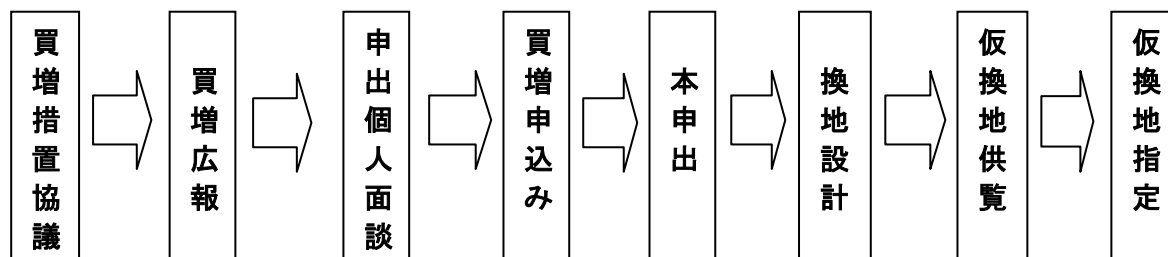 買増措置協議
買増広報
申出個人面談
買増申込み
本申出
換地設計
仮換地供覧
仮換地指定